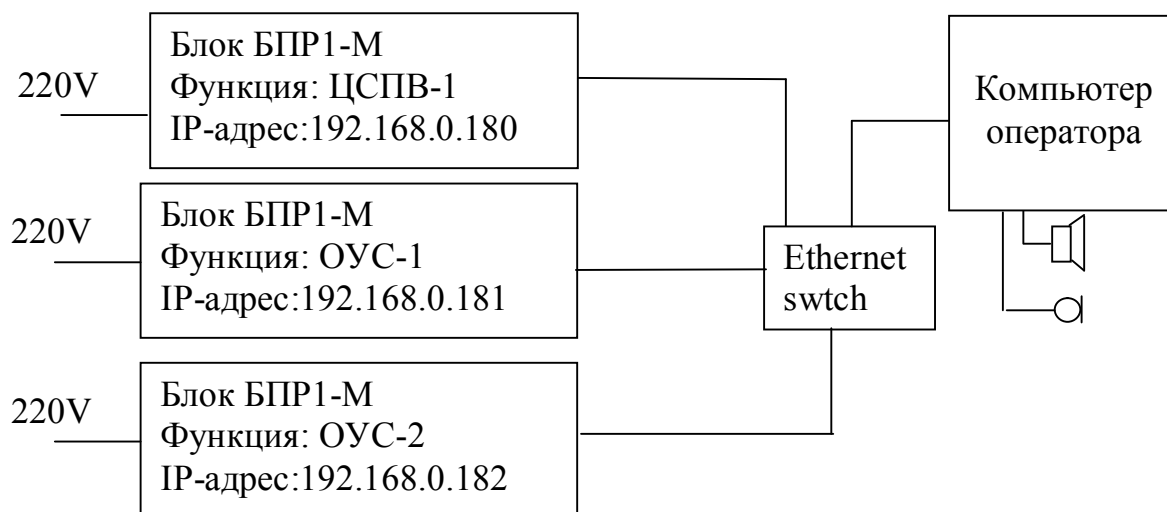 220V
Блок БПР1-М
Функция: ЦСПВ-1
IP-адрес:192.168.0.180
Компьютер
оператора
220V
Блок БПР1-М
Функция: ОУС-1
IP-адрес:192.168.0.181
Ethernet
swtch
220V
Блок БПР1-М
Функция: ОУС-2
IP-адрес:192.168.0.182